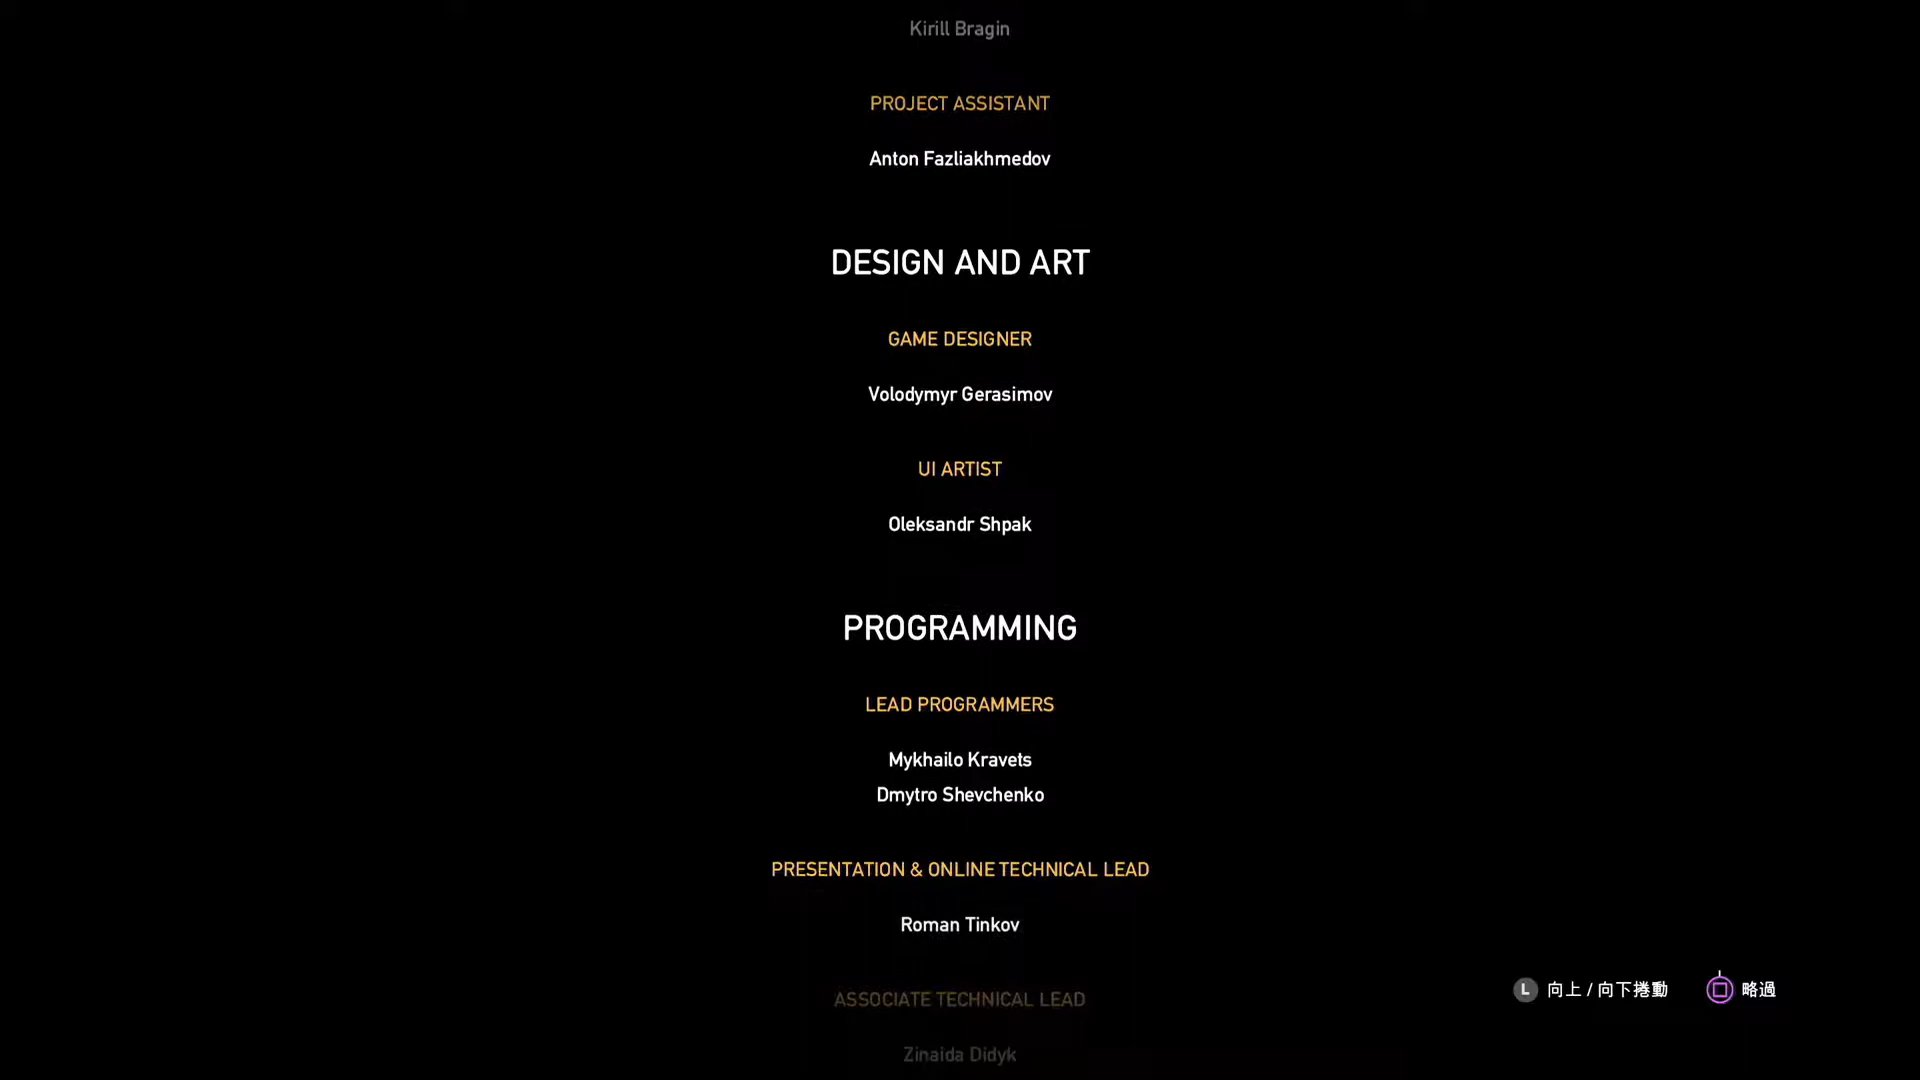 Kirill Bragin
PROJECT ASSISTANT
Anton Fazliakhmedov
DESIGN AND ART
GAME DESIGNER
Volodymyr Gerasimov
UI ARTIST
Oleksandr Shpak
PROGRAMMING
LEAD PROGRAMMERS
Mykhailo Kravets
Dmytro Shevchenko
PRESENTATION & ONLINE TECHNICAL LEAD
Roman Tinkov
L 向上 / 向下捲動 略過
ASSOCIATE TECHNICAL LEAD
Zinaida Didyk